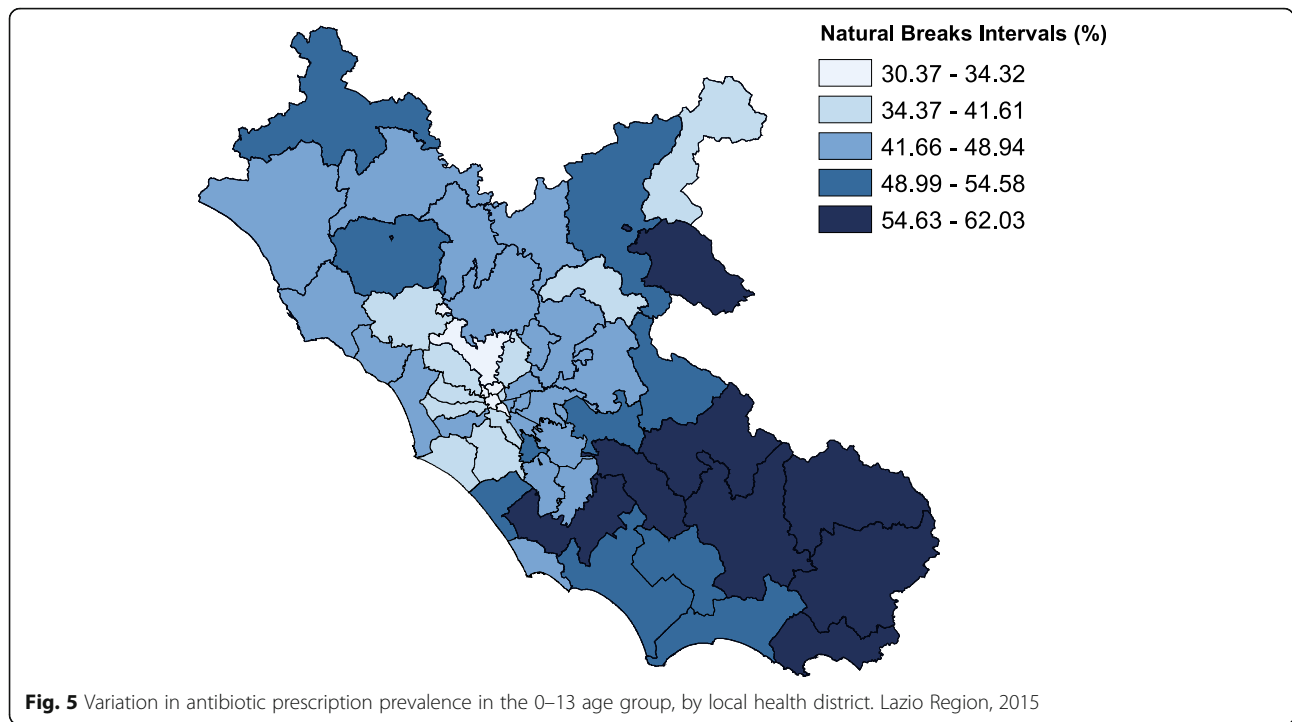 Natural Breaks Intervals (%)
30.37 - 34.32
34.37 - 41.61
41.66 - 48.94
48.99 - 54.58
54.63 - 62.03
Fig. 5 Variation in antibiotic prescription prevalence in the 0–13 age group, by local health district. Lazio Region, 2015